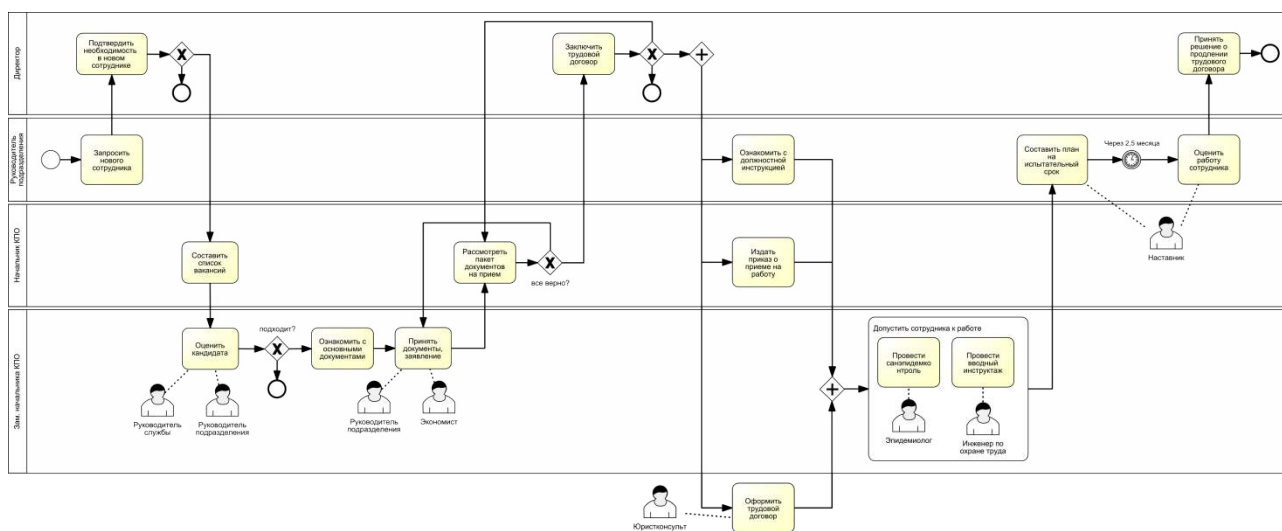 Директор
Подтвердить
необходимость
в новом
сотруднике
Заключить
трудовой
договор
Принять
решение о
продлении
трудового
договора
Руководитель
подразделения
Запросить
нового
сотрудника
Ознакомить с
должностной
инструкцией
Составить план
на
испытательный
срок
Через 2,5 месяца
Оценить
работу
сотрудника
Наставник
Начальник КПО
Составить
список
вакансий
Рассмотреть
пакет
документов
на прием
все верно?
Издать
приказ о
приеме на
работу
Зам. начальника КПО
Оценить
кандидата
подходит?
Ознакомить с
основными
документами
Принять
документы,
заявление
Руководитель
службы
Руководитель
подразделения
Руководитель
подразделения
Экономист
Допустить сотрудника к работе
Провести
санэпидемко
нтроль
Провести
вводный
инструктаж
Эпидемиолог
Инженер по
охране труда
Оформить
трудовой
договор
Юристконсульт